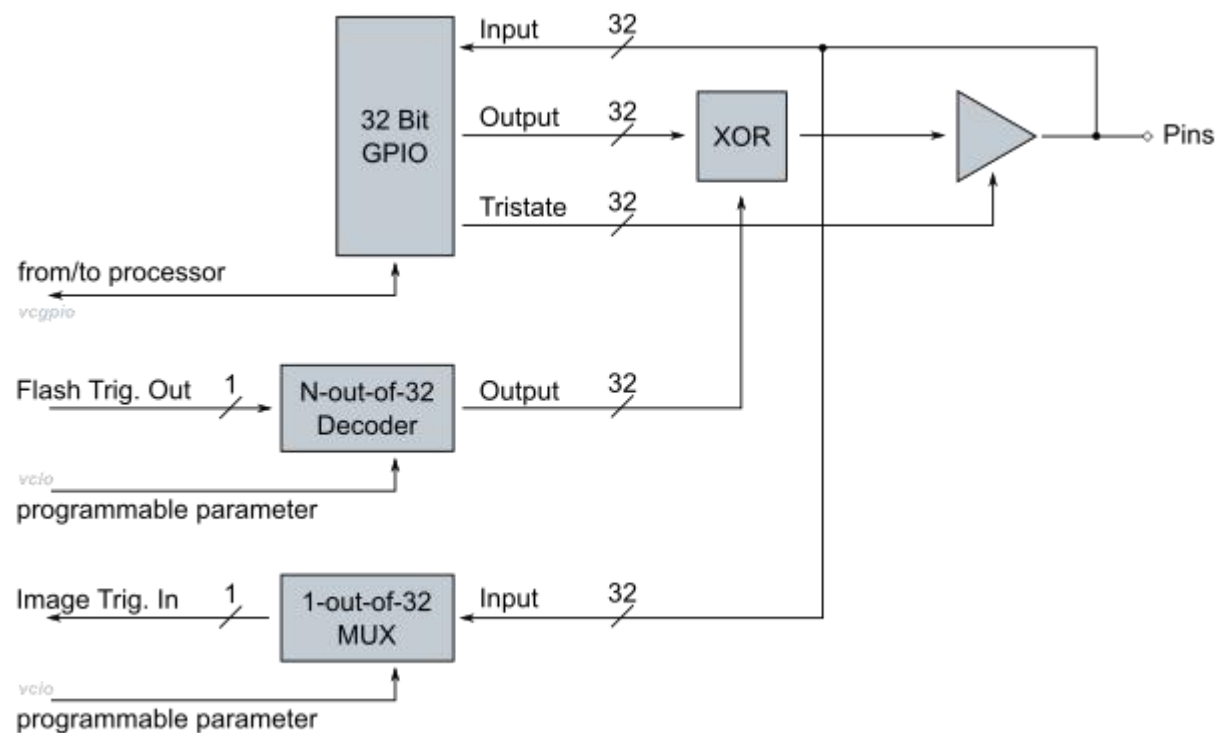 Input 32
32 Bit
GPIO
Output 32
XOR
Pins
Tristate 32
from/to processor
vcgpio
Flash Trig. Out 1
N-out-of-32
Decoder
Output 32
vcio
programmable parameter
Image Trig. In 1
1-out-of-32
MUX
Input 32
vcio
programmable parameter